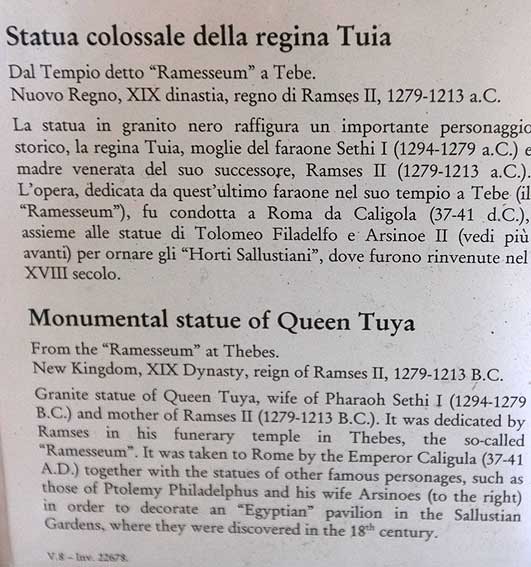 Statua colossale della regina Tuia
Dal Tempio detto “Ramesseum” a Tebe.
Nuovo Regno, XIX dinastia, regno di Ramses II, 1279-1213 a.C.
La statua in granito nero raffigura un importante personaggio
storico, la regina Tuia, moglie del faraone Sethi I (1294-1279 a.C.) e
madre venerata del suo successore, Ramses II (1279-1213 a.C.).
L’opera, dedicata da quest’ultimo faraone nel suo tempio a Tebe (il
“Ramesseum”), fu condotta a Roma da Caligola (37-41 d.C.),
assieme alle statue di Tolomeo Filadelfo e Arsinoe II (vedi più
avanti) per ornare gli “Horti Sallustiani”, dove furono rinvenute nel
XVIII secolo.
Monumental statue of Queen Tuya
From the “Ramesseum” at Thebes.
New Kingdom, XIX Dynasty, reign of Ramses II, 1279-1213 B.C.
Granite statue of Queen Tuya, wife of Pharaoh Sethi I (1294-1279
B.C.) and mother of Ramses II (1279-1213 B.C.). It was dedicated by
Ramses in his funerary temple in Thebes, the so-called
“Ramesseum”. It was taken to Rome by the Emperor Caligula (37-41
A.D.) together with the statues of other famous personages, such as
those of Ptolemy Philadelphus and his wife Arsinoes (to the right)
in order to decorate an “Egyptian” pavilion in the Sallustian
Gardens, where they were discovered in the 18th century.
V.8 – Inv. 22678.